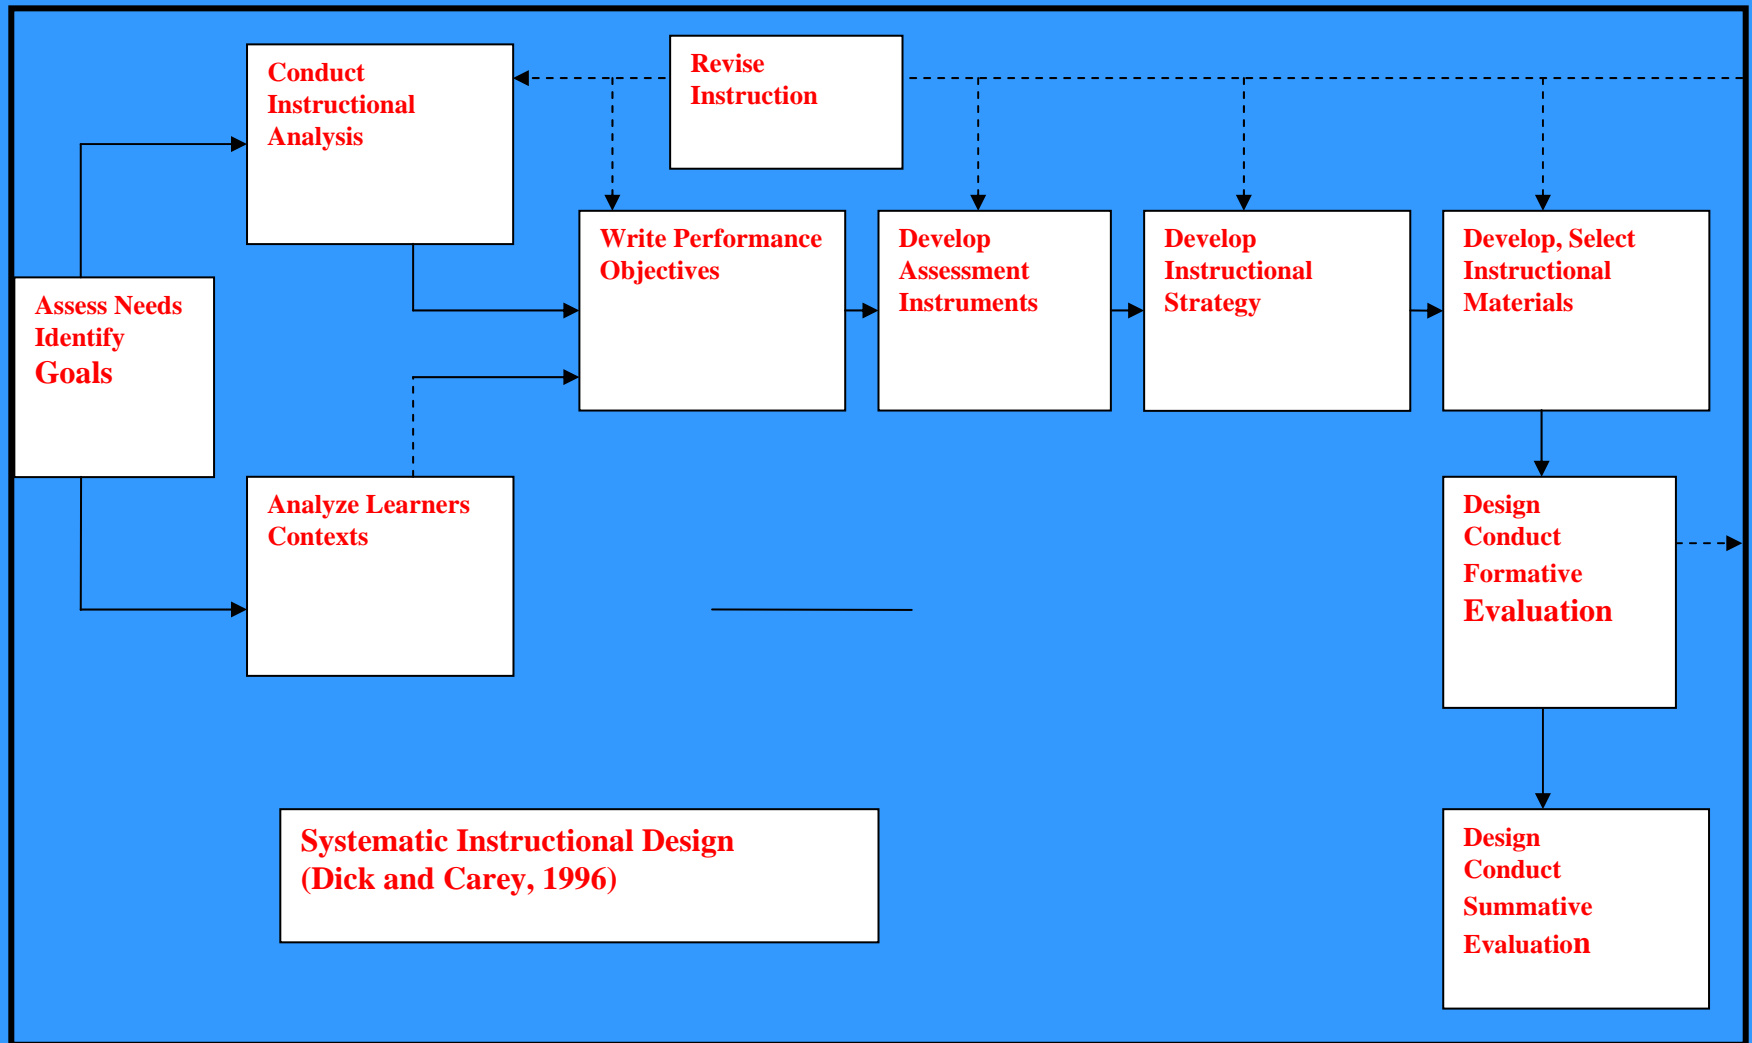 Conduct
Instructional
Analysis
Revise
Instruction
Assess Needs
Identify
Goals
Write Performance
Objectives
Develop
Assessment
Instruments
Develop
Instructional
Strategy
Develop, Select
Instructional
Materials
Analyze Learners
Contexts
Design
Conduct
Formative
Evaluation
Systematic Instructional Design
(Dick and Carey, 1996)
Design
Conduct
Summative
Evaluation